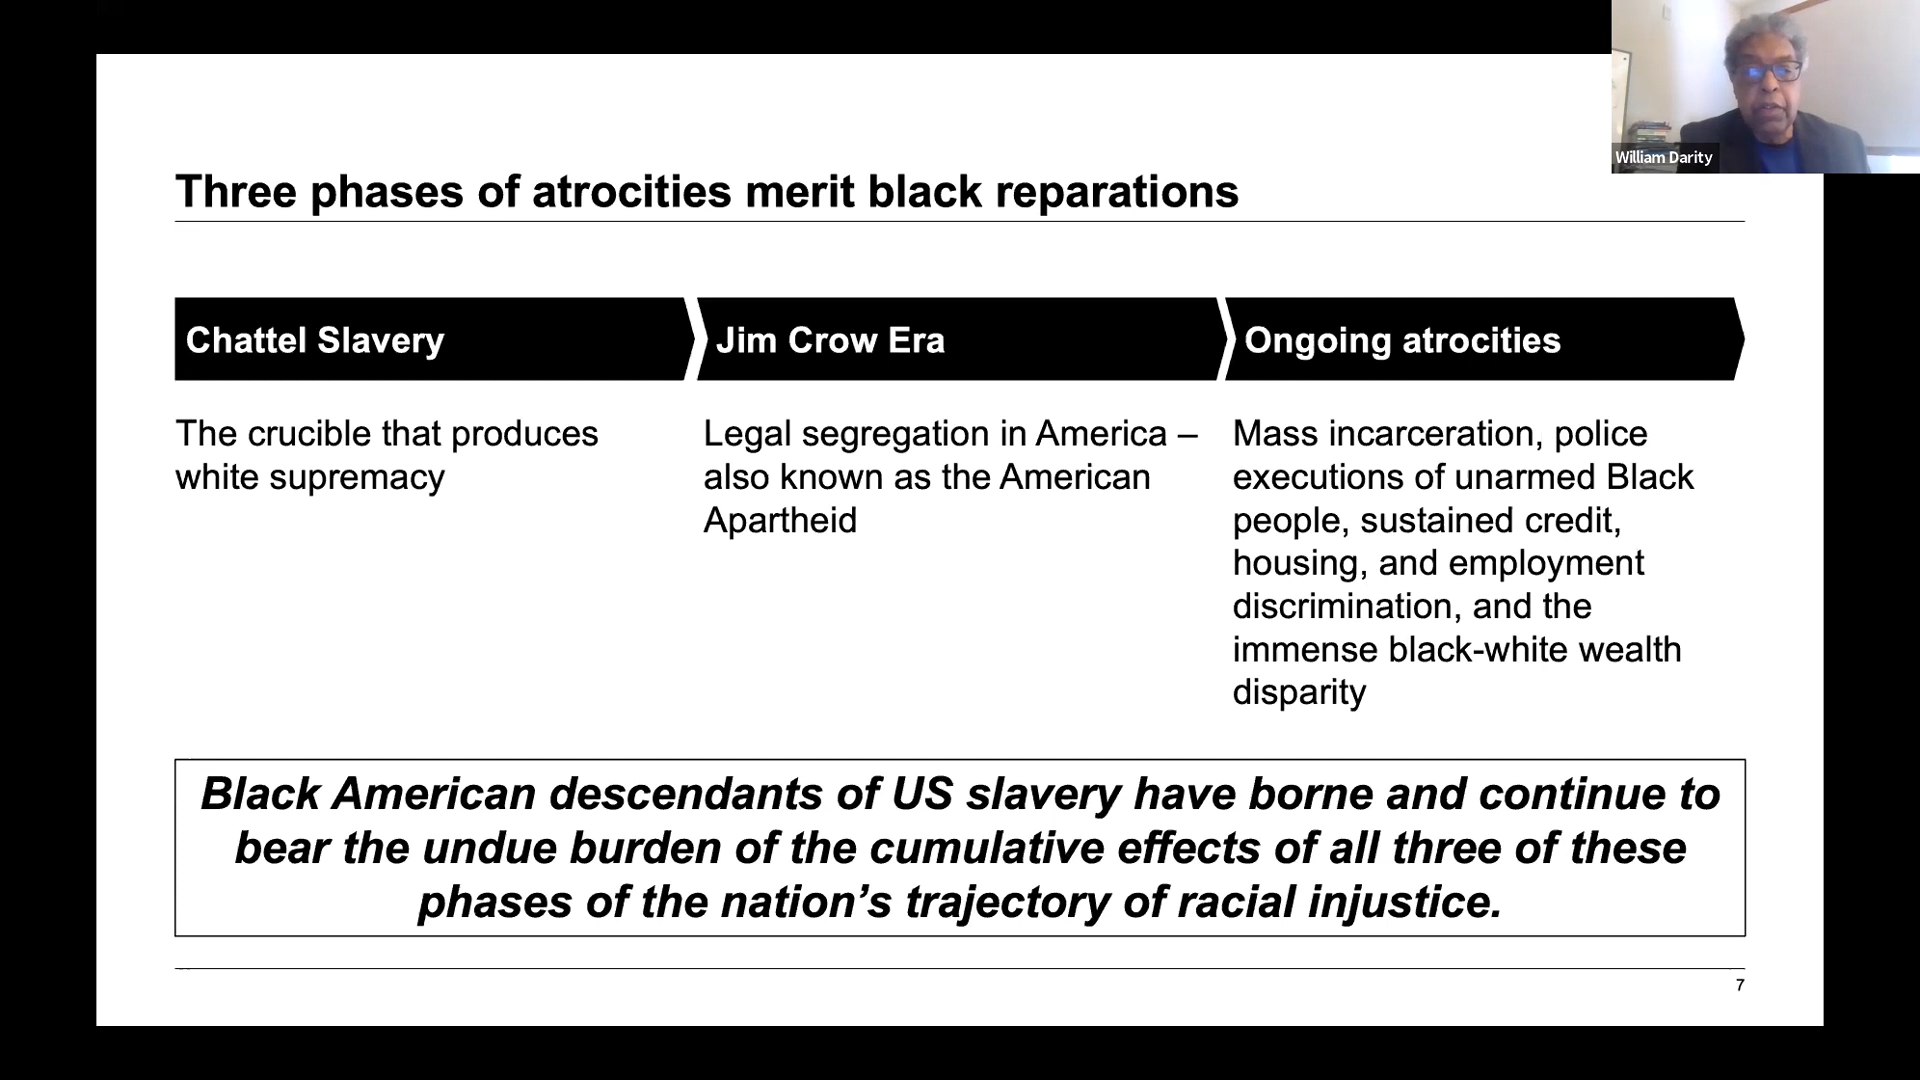 William Darity
Three phases of atrocities merit black reparations
Chattel Slavery
Jim Crow Era
Ongoing atrocities
The crucible that produces
white supremacy
Legal segregation in America –
also known as the American
Apartheid
Mass incarceration, police
executions of unarmed Black
people, sustained credit,
housing, and employment
discrimination, and the
immense black-white wealth
disparity
Black American descendants of US slavery have borne and continue to
bear the undue burden of the cumulative effects of all three of these
phases of the nation’s trajectory of racial injustice.
7